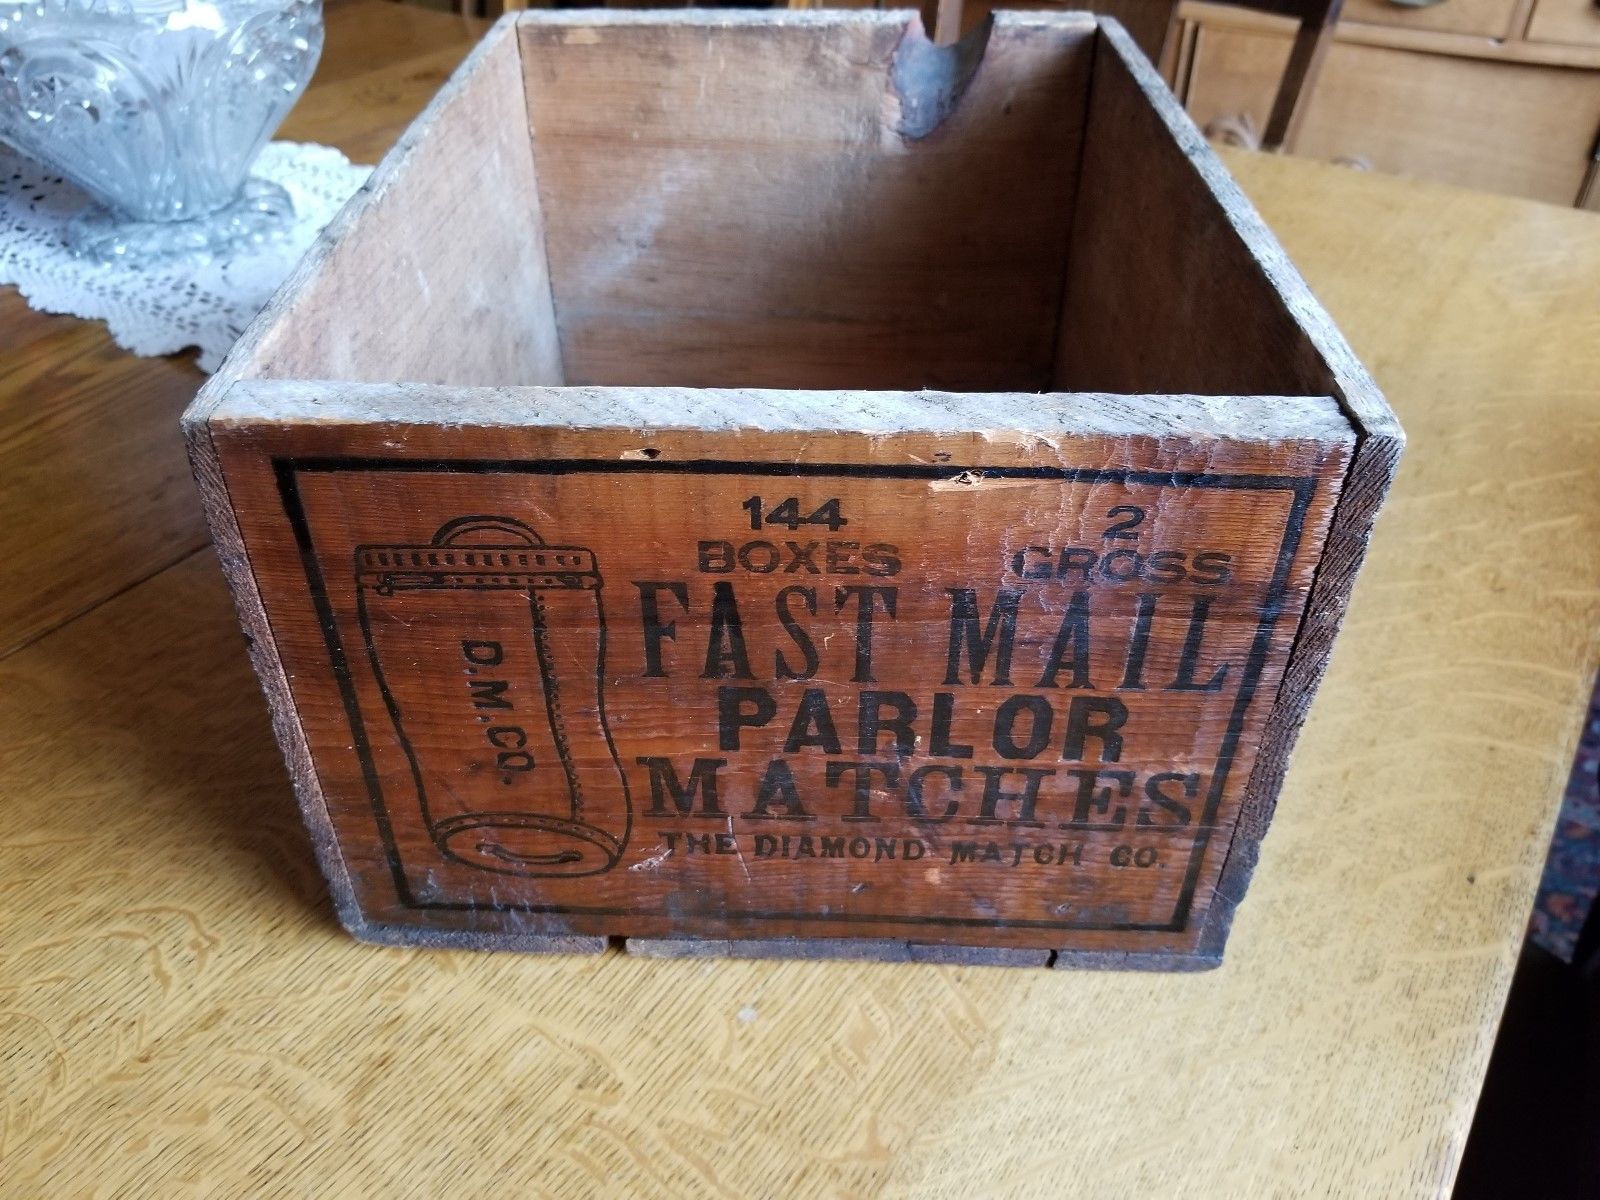 144 2
BOXES GROSS
FAST MAIL
PARLOR
MATCHES
THE DIAMOND MATCH CO.
D.M.CO.